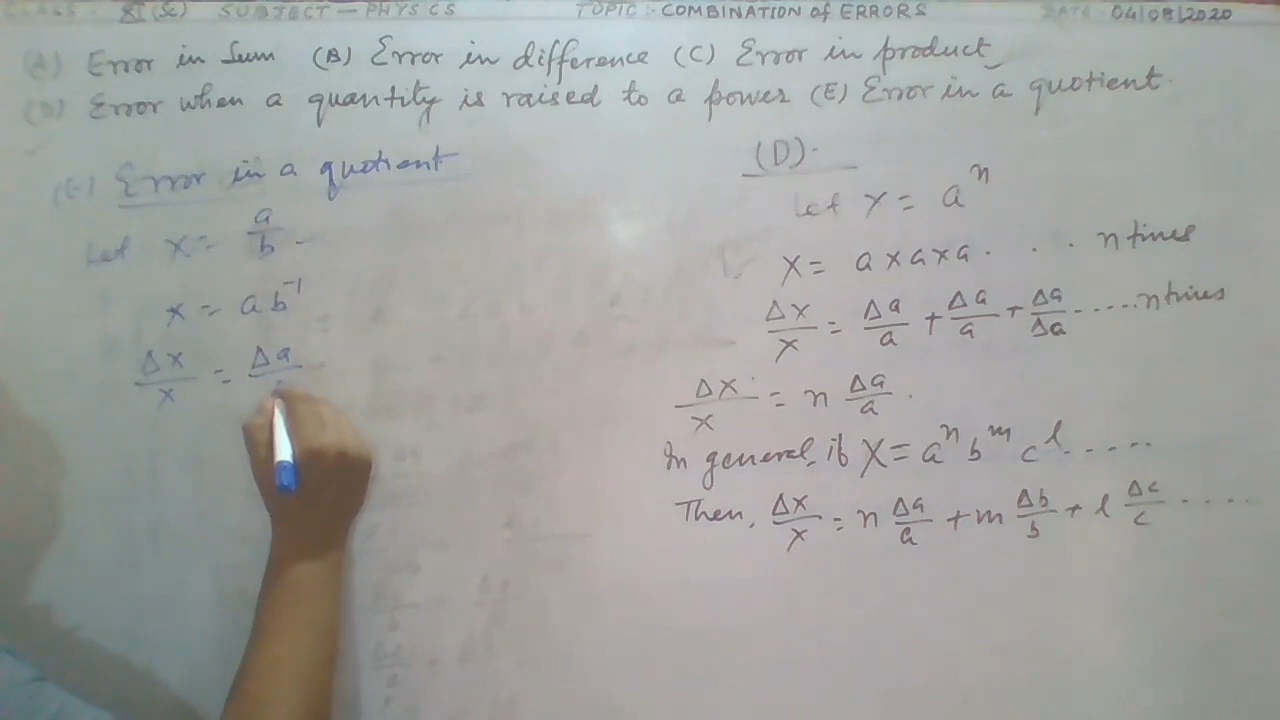 XI (Sc) SUBJECT - PHYSICS TOPIC :- COMBINATION of ERRORS DATE 04/08/2020
(A) Error in Sum (B) Error in difference (C) Error in product
(D) Error when a quantity is raised to a power (E) Error in a quotient
(E) Error in a quotient
Let x = a/b
x = ab⁻¹
Δx/x = Δa/
(D).
Let X = aⁿ
X = a x a x a . . . n times
ΔX/X = Δa/a + Δa/a + Δa/Δa ..... n times
ΔX/X = n Δa/a .
In general, if X = aⁿ bᵐ cˡ .....
Then, ΔX/X = n Δa/a + m Δb/b + l Δc/c .....